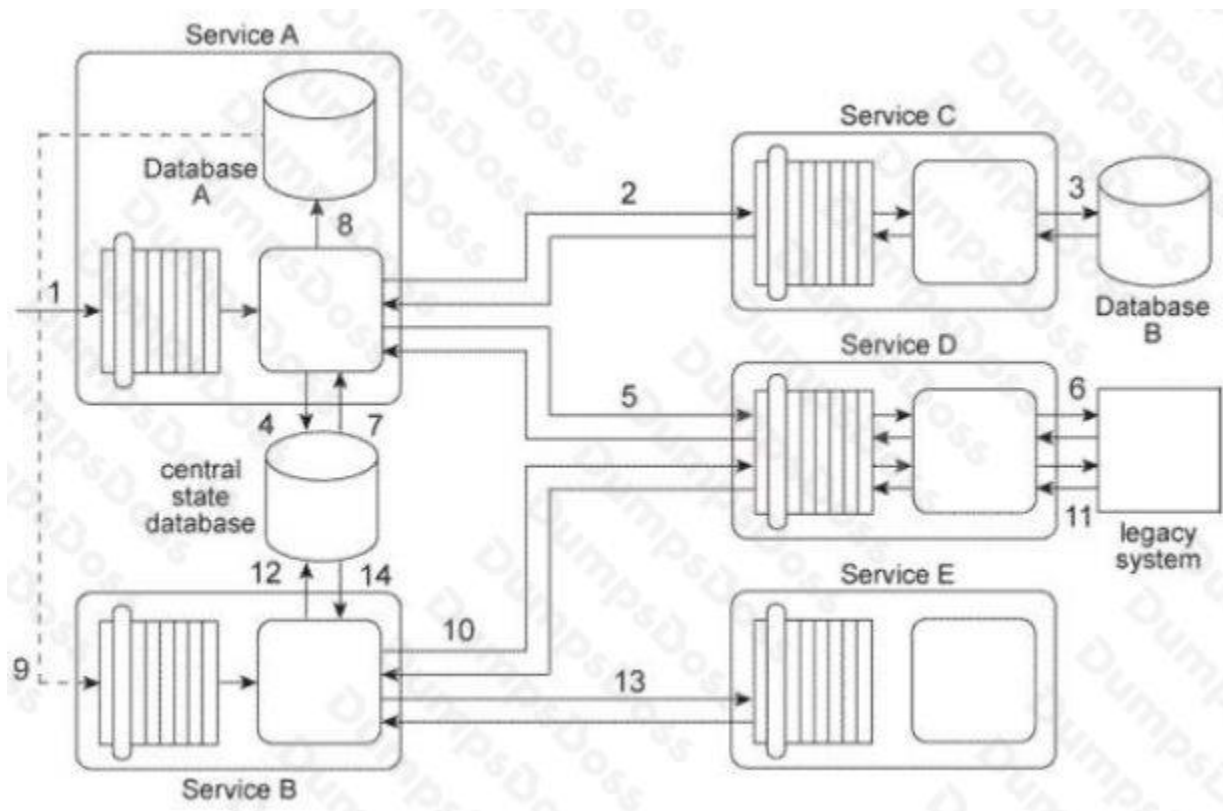 Service A
Database
A
8
1
2
Service C
3
Database
B
Service D
5
6
4
7
central
state
database
11
legacy
system
12
14
Service E
10
9
13
Service B
DumpsDoss